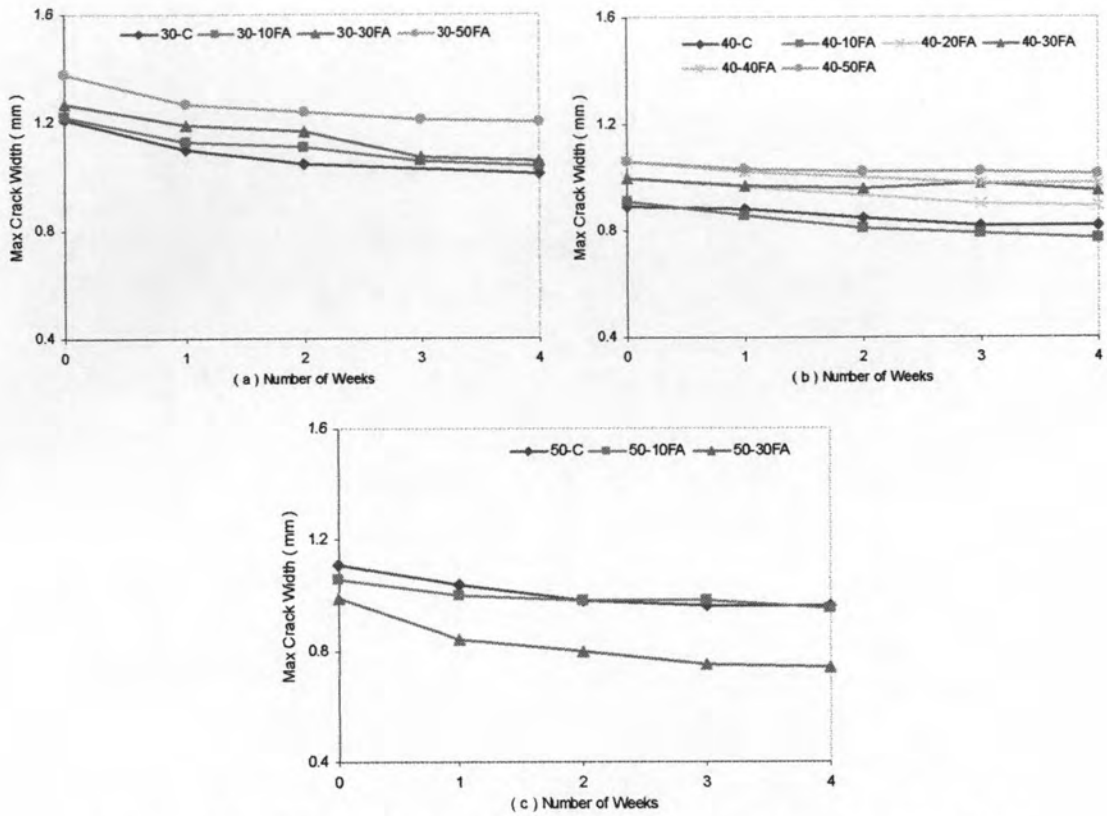 1.6
1.2
0.8
0.4
Max Crack Width ( mm )
30-C 30-10FA 30-30FA 30-50FA
0 1 2 3 4
( a ) Number of Weeks
1.6
1.2
0.8
0.4
Max Crack Width ( mm )
40-C 40-10FA 40-20FA 40-30FA
40-40FA 40-50FA
0 1 2 3 4
( b ) Number of Weeks
1.6
1.2
0.8
0.4
Max Crack Width ( mm )
50-C 50-10FA 50-30FA
0 1 2 3 4
( c ) Number of Weeks